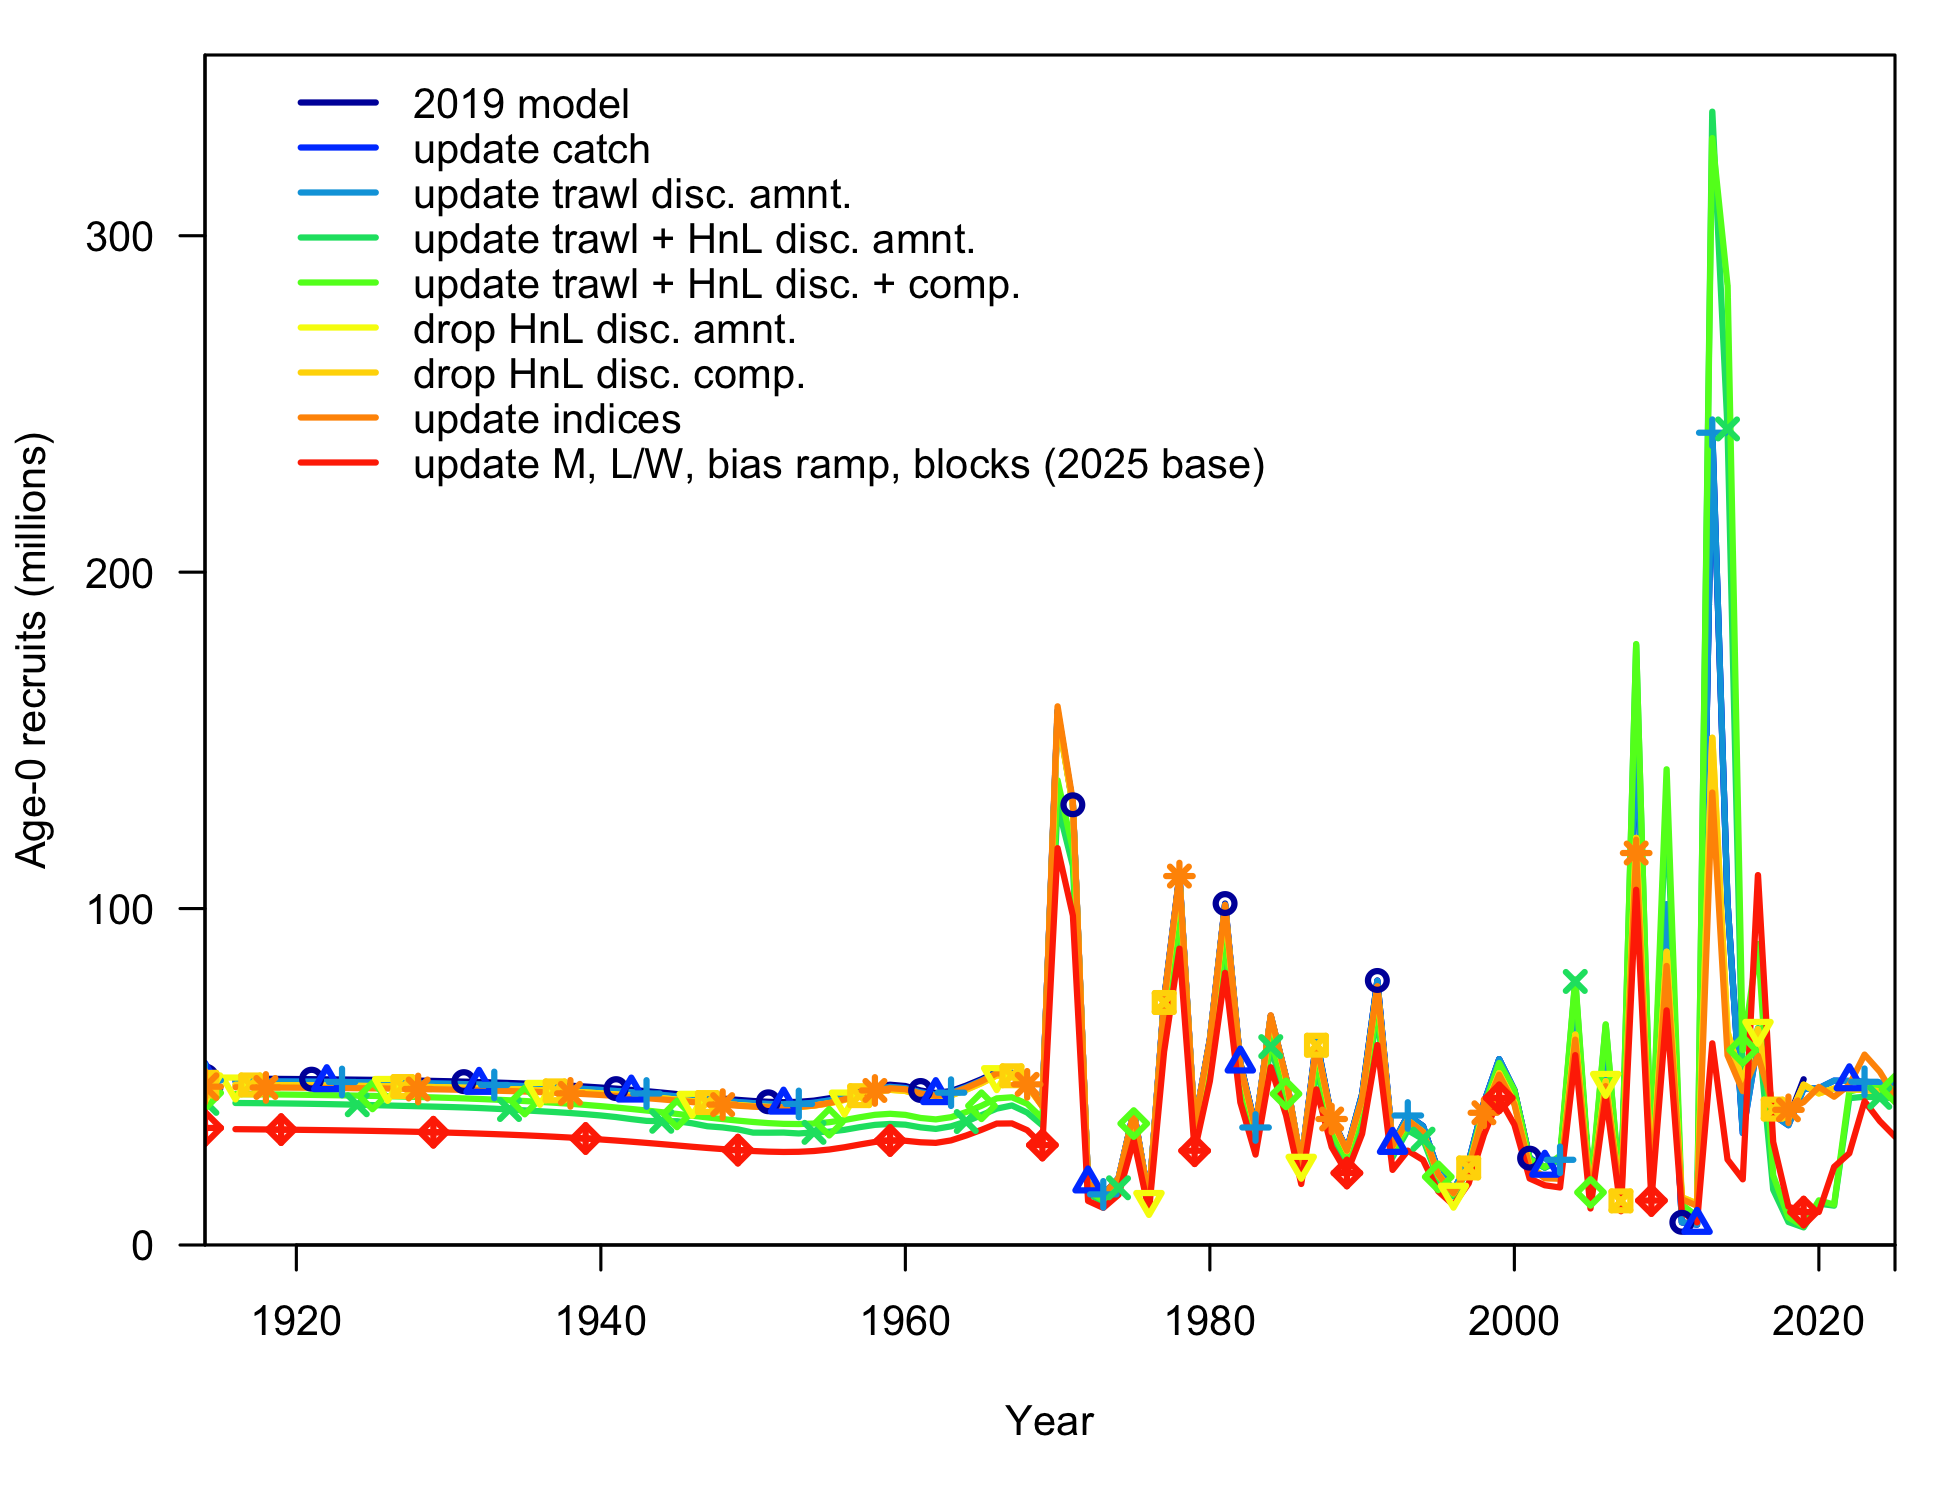 2019 model
update catch
update trawl disc. amnt.
update trawl + HnL disc. amnt.
update trawl + HnL disc. + comp.
drop HnL disc. amnt.
drop HnL disc. comp.
update indices
update M, L/W, bias ramp, blocks (2025 base)
Age-0 recruits (millions)
300
200
100
0
1920 1940 1960 1980 2000 2020
Year